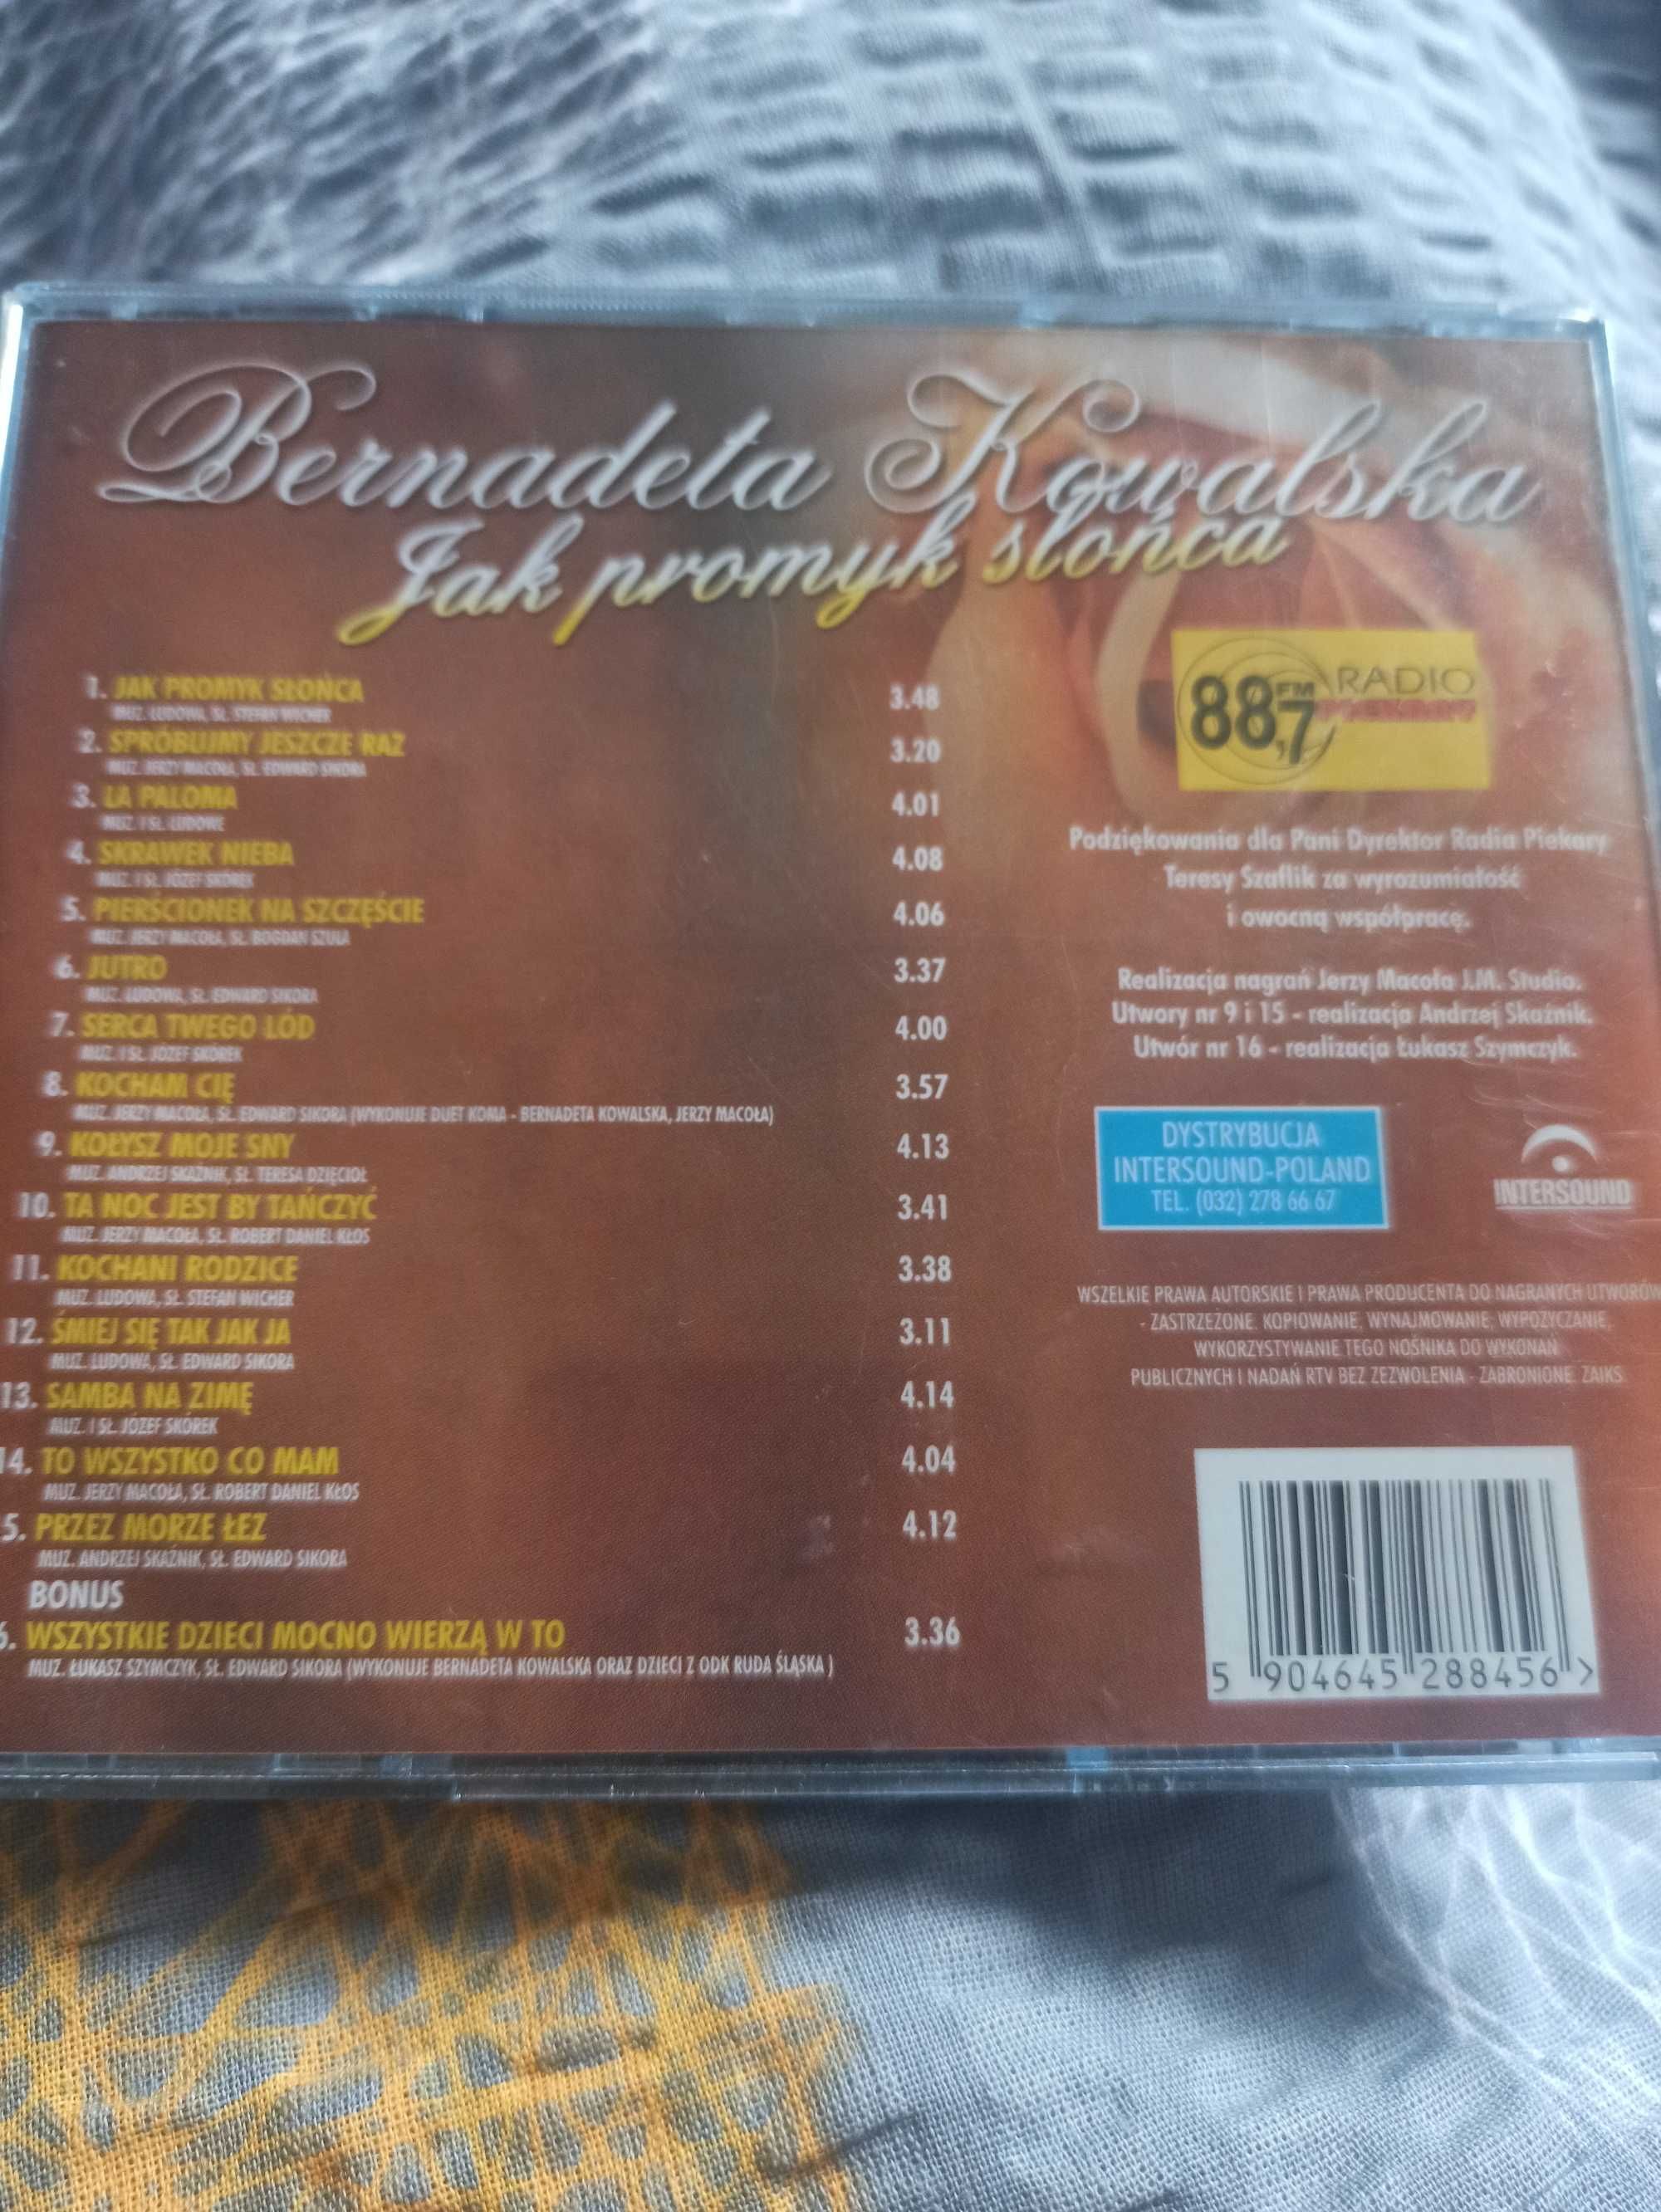 Bernadeta Kowalska
Jak promyk słońca
1. JAK PROMYK SŁOŃCA 3.48
MUZ. LUDOWA, SŁ. STEFAN WICHER
2. SPRÓBUJMY JESZCZE RAZ 3.20
MUZ. JERZY MACOŁA, SŁ. EDWARD SIKORA
3. LA PALOMA 4.01
MUZ. I SŁ. LUDOWE
4. SKRAWEK NIEBA 4.08
MUZ. I SŁ. JÓZEF SKÓREK
5. PIERŚCIONEK NA SZCZĘŚCIE 4.06
MUZ. JERZY MACOŁA, SŁ. BOGDAN SZULA
6. JUTRO 3.37
MUZ. LUDOWA, SŁ. EDWARD SIKORA
7. SERCA TWEGO LÓD 4.00
MUZ. I SŁ. JÓZEF SKÓREK
8. KOCHAM CIĘ 3.57
MUZ. JERZY MACOŁA, SŁ. EDWARD SIKORA (WYKONUJE DUET KOMA - BERNADETA KOWALSKA, JERZY MACOŁA)
9. KOŁYSZ MOJE SNY 4.13
MUZ. ANDRZEJ SKAŹNIK, SŁ. TERESA DZIĘCIOŁ
10. TA NOC JEST BY TAŃCZYĆ 3.41
MUZ. JERZY MACOŁA, SŁ. ROBERT DANIEL KŁOS
11. KOCHANI RODZICE 3.38
MUZ. LUDOWA, SŁ. STEFAN WICHER
12. ŚMIEJ SIĘ TAK JAK JA 3.11
MUZ. LUDOWA, SŁ. EDWARD SIKORA
13. SAMBA NA ZIMĘ 4.14
MUZ. I SŁ. JÓZEF SKÓREK
14. TO WSZYSTKO CO MAM 4.04
MUZ. JERZY MACOŁA, SŁ. ROBERT DANIEL KŁOS
5. PRZEZ MORZE ŁEZ 4.12
MUZ. ANDRZEJ SKAŹNIK, SŁ. EDWARD SIKORA
BONUS
6. WSZYSTKIE DZIECI MOCNO WIERZĄ W TO 3.36
MUZ. ŁUKASZ SZYMCZYK, SŁ. EDWARD SIKORA (WYKONUJE BERNADETA KOWALSKA ORAZ DZIECI Z ODK RUDA ŚLĄSKA )
88,7 FM RADIO
Podziękowania dla Pani Dyrektor Radia Piekary
Teresy Szaflik za wyrozumiałość
i owocną współpracę.
Realizacja nagrań Jerzy Macoła J.M. Studio.
Utwory nr 9 i 15 - realizacja Andrzej Skaźnik.
Utwór nr 16 - realizacja Łukasz Szymczyk.
DYSTRYBUCJA
INTERSOUND-POLAND
TEL. (032) 278 66 67
INTERSOUND
WSZELKIE PRAWA AUTORSKIE I PRAWA PRODUCENTA DO NAGRANYCH UTWORÓW
- ZASTRZEŻONE. KOPIOWANIE, WYNAJMOWANIE, WYPOŻYCZANIE,
WYKORZYSTYWANIE TEGO NOŚNIKA DO WYKONAŃ
PUBLICZNYCH I NADAŃ RTV BEZ ZEZWOLENIA - ZABRONIONE. ZAIKS.
5 904645 288456 >